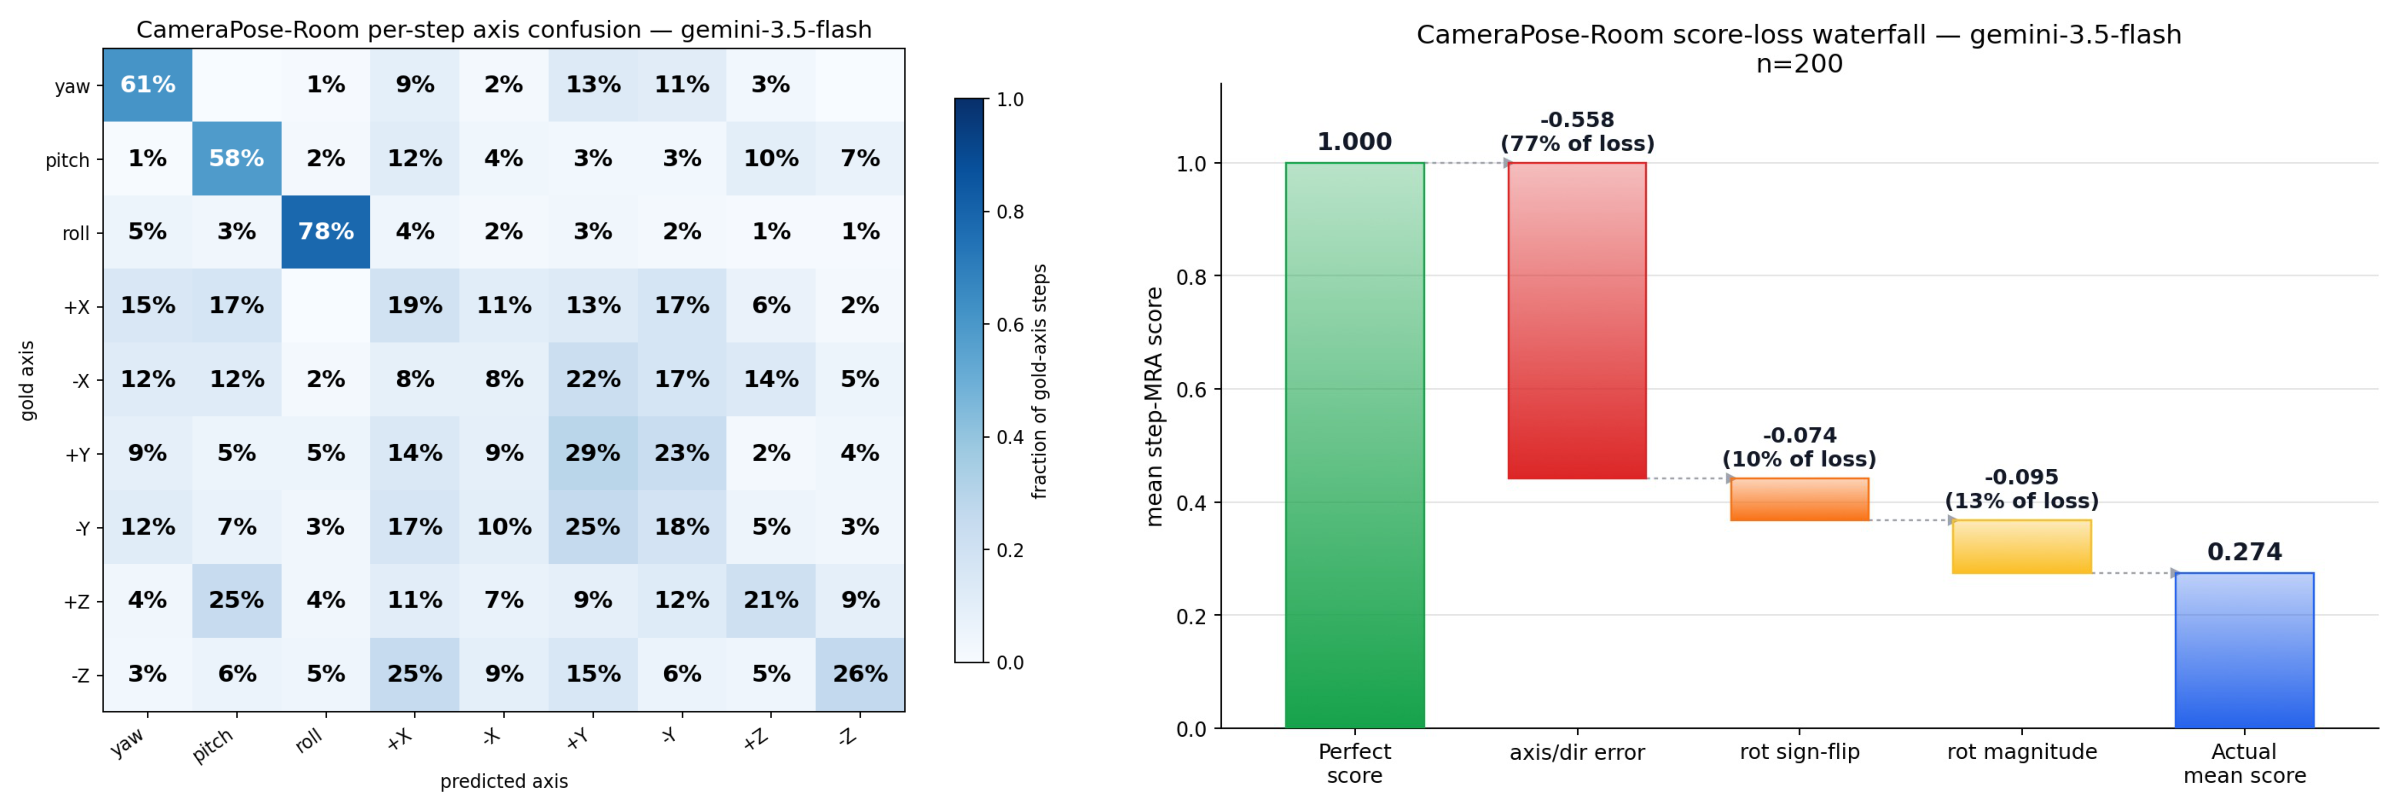 CameraPose-Room per-step axis confusion — gemini-3.5-flash
gold axis
yaw 61% 1% 9% 2% 13% 11% 3%
pitch 1% 58% 2% 12% 4% 3% 3% 10% 7%
roll 5% 3% 78% 4% 2% 3% 2% 1% 1%
+X 15% 17% 19% 11% 13% 17% 6% 2%
-X 12% 12% 2% 8% 8% 22% 17% 14% 5%
+Y 9% 5% 5% 14% 9% 29% 23% 2% 4%
-Y 12% 7% 3% 17% 10% 25% 18% 5% 3%
+Z 4% 25% 4% 11% 7% 9% 12% 21% 9%
-Z 3% 6% 5% 25% 9% 15% 6% 5% 26%
yaw pitch roll +X -X +Y -Y +Z -Z
predicted axis
1.0
0.8
0.6
0.4
0.2
0.0
fraction of gold-axis steps
CameraPose-Room score-loss waterfall — gemini-3.5-flash
n=200
mean step-MRA score
1.0
0.8
0.6
0.4
0.2
0.0
1.000
-0.558
(77% of loss)
-0.074
(10% of loss)
-0.095
(13% of loss)
0.274
Perfect
score
axis/dir error
rot sign-flip
rot magnitude
Actual
mean score